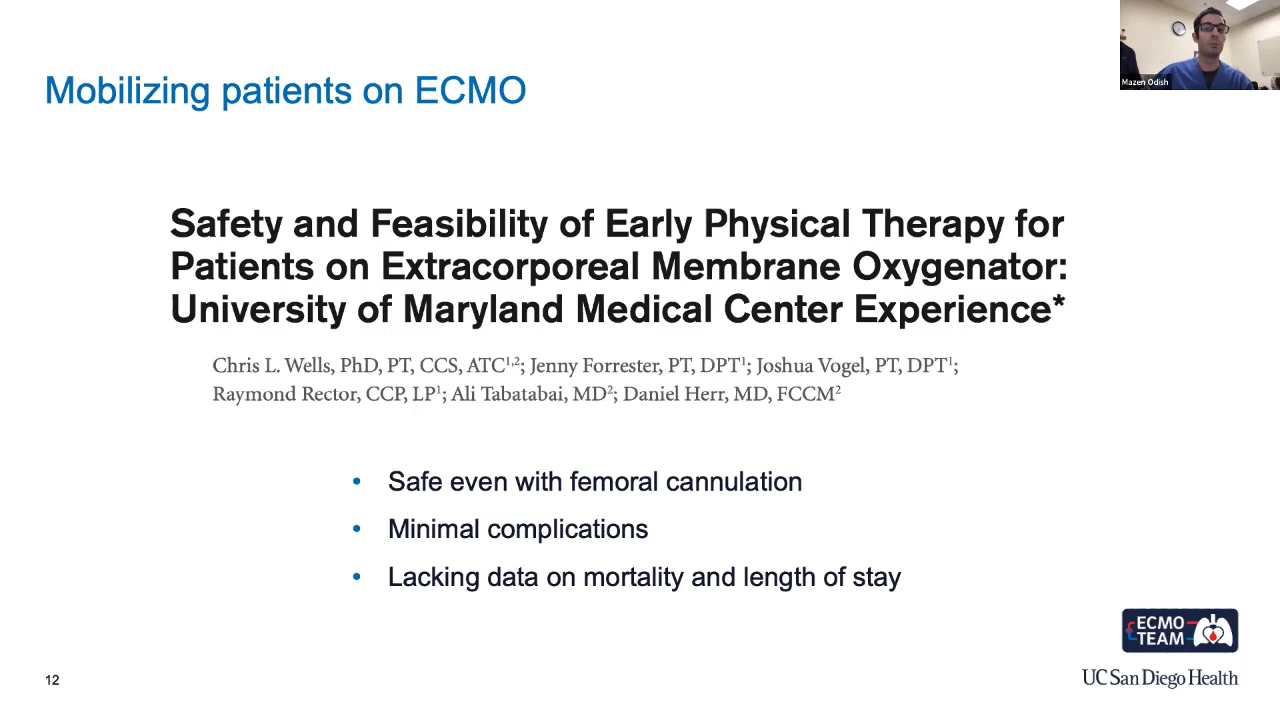 Mazen Odish
Mobilizing patients on ECMO
Safety and Feasibility of Early Physical Therapy for
Patients on Extracorporeal Membrane Oxygenator:
University of Maryland Medical Center Experience*
Chris L. Wells, PhD, PT, CCS, ATC¹,²; Jenny Forrester, PT, DPT¹; Joshua Vogel, PT, DPT¹;
Raymond Rector, CCP, LP¹; Ali Tabatabai, MD²; Daniel Herr, MD, FCCM²
• Safe even with femoral cannulation
• Minimal complications
• Lacking data on mortality and length of stay
ECMO
TEAM
UC San Diego Health
12